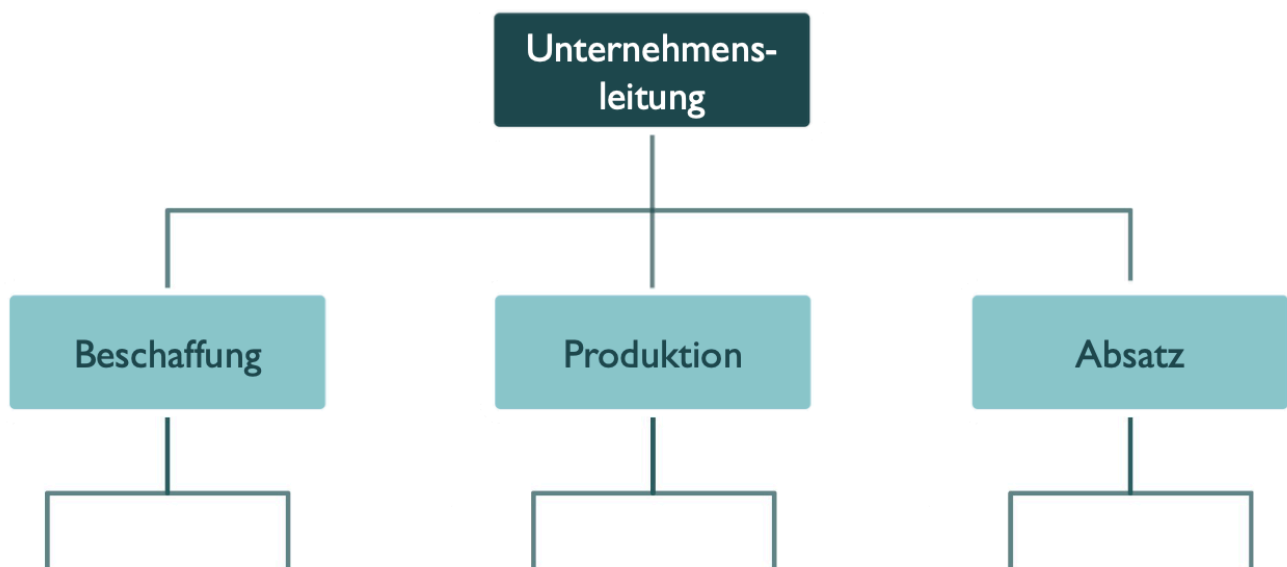 Unternehmens-
leitung
Beschaffung
Produktion
Absatz